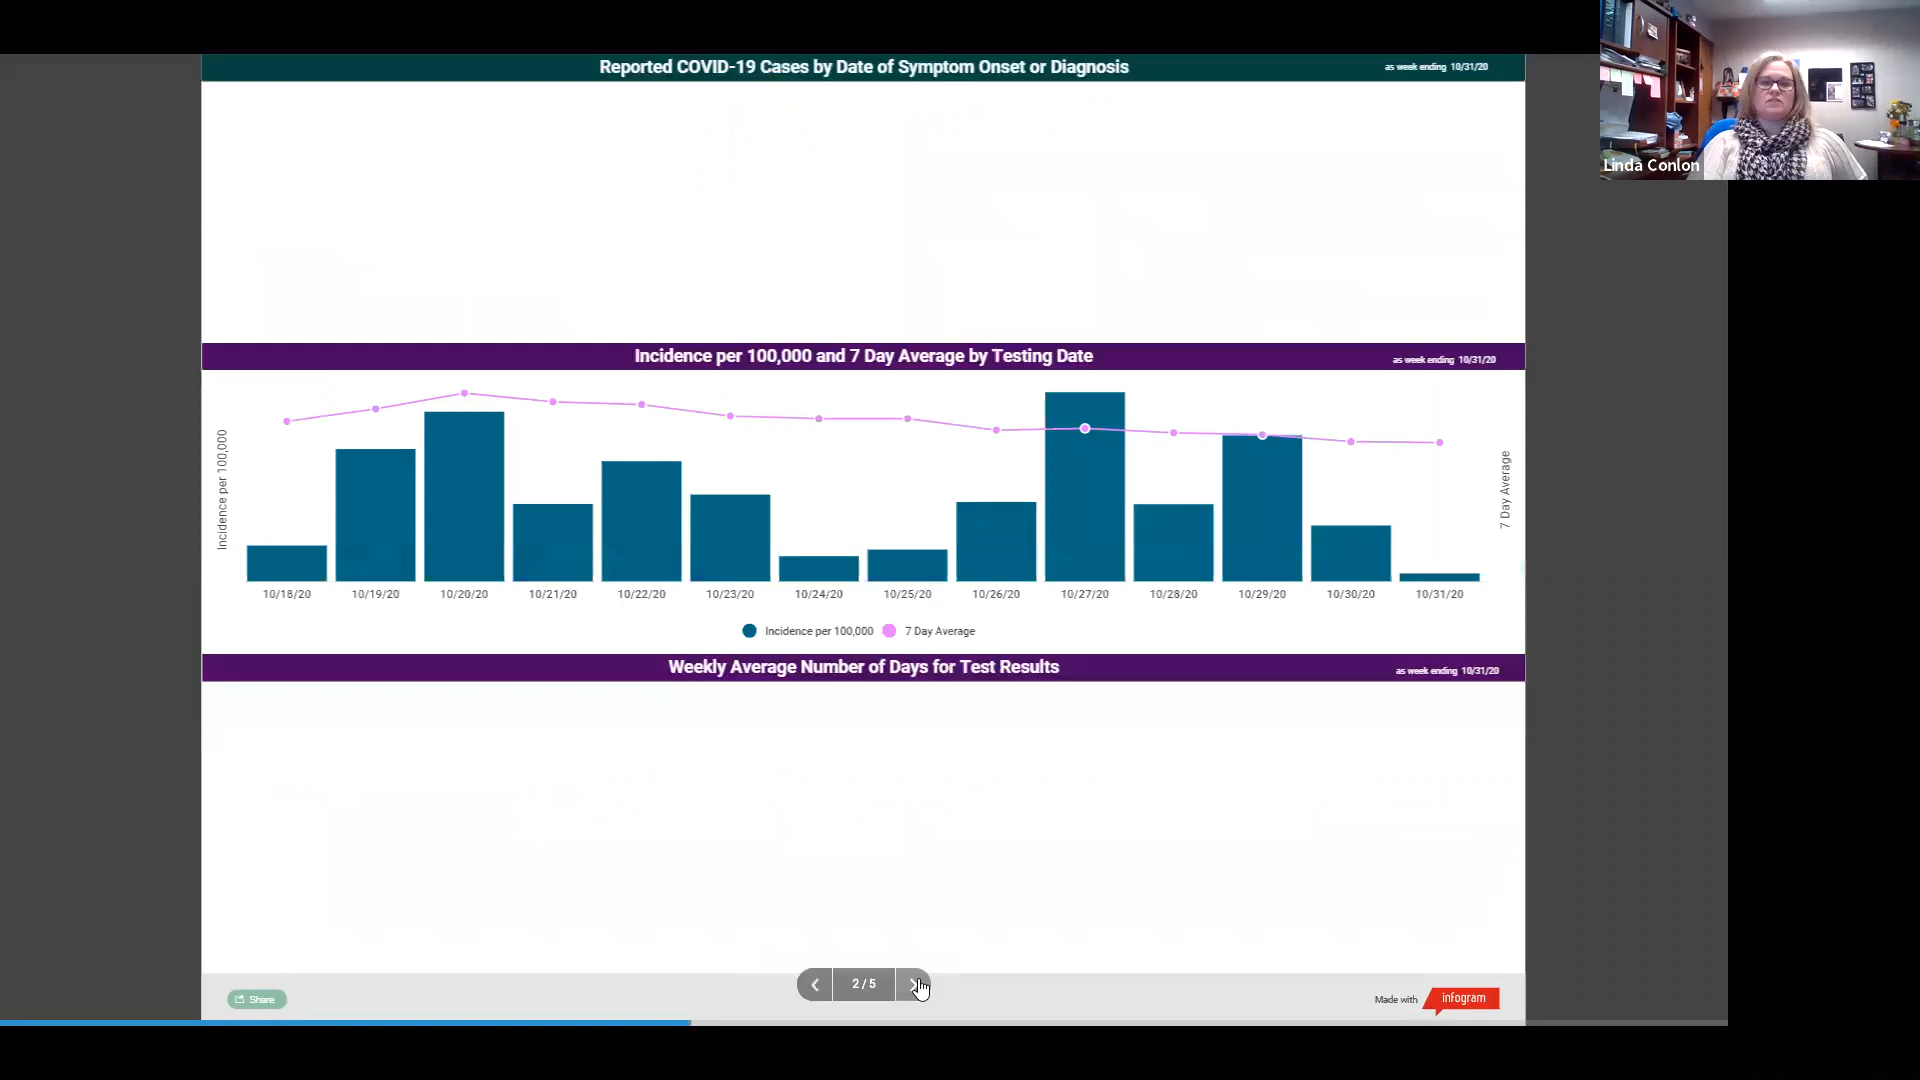 Reported COVID-19 Cases by Date of Symptom Onset or Diagnosis
as week ending 10/31/20
Linda Conlon
Incidence per 100,000 and 7 Day Average by Testing Date
as week ending 10/31/20
Incidence per 100,000
7 Day Average
10/18/20 10/19/20 10/20/20 10/21/20 10/22/20 10/23/20 10/24/20 10/25/20 10/26/20 10/27/20 10/28/20 10/29/20 10/30/20 10/31/20
Incidence per 100,000 7 Day Average
Weekly Average Number of Days for Test Results
as week ending 10/31/20
2 / 5
Share
Made with infogram